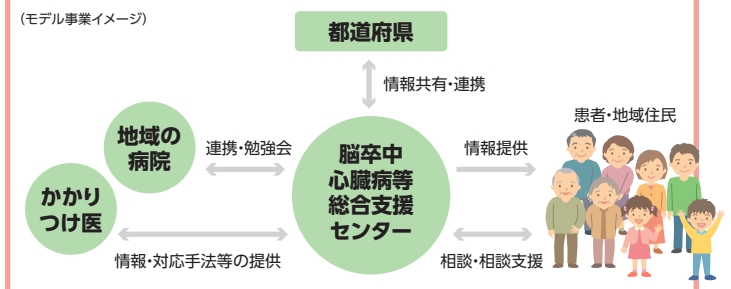 （モデル事業イメージ）
都道府県
情報共有・連携
患者・地域住民
地域の
病院
連携・勉強会
脳卒中
心臓病等
総合支援
センター
情報提供
かかり
つけ医
情報・対応手法等の提供
相談・相談支援